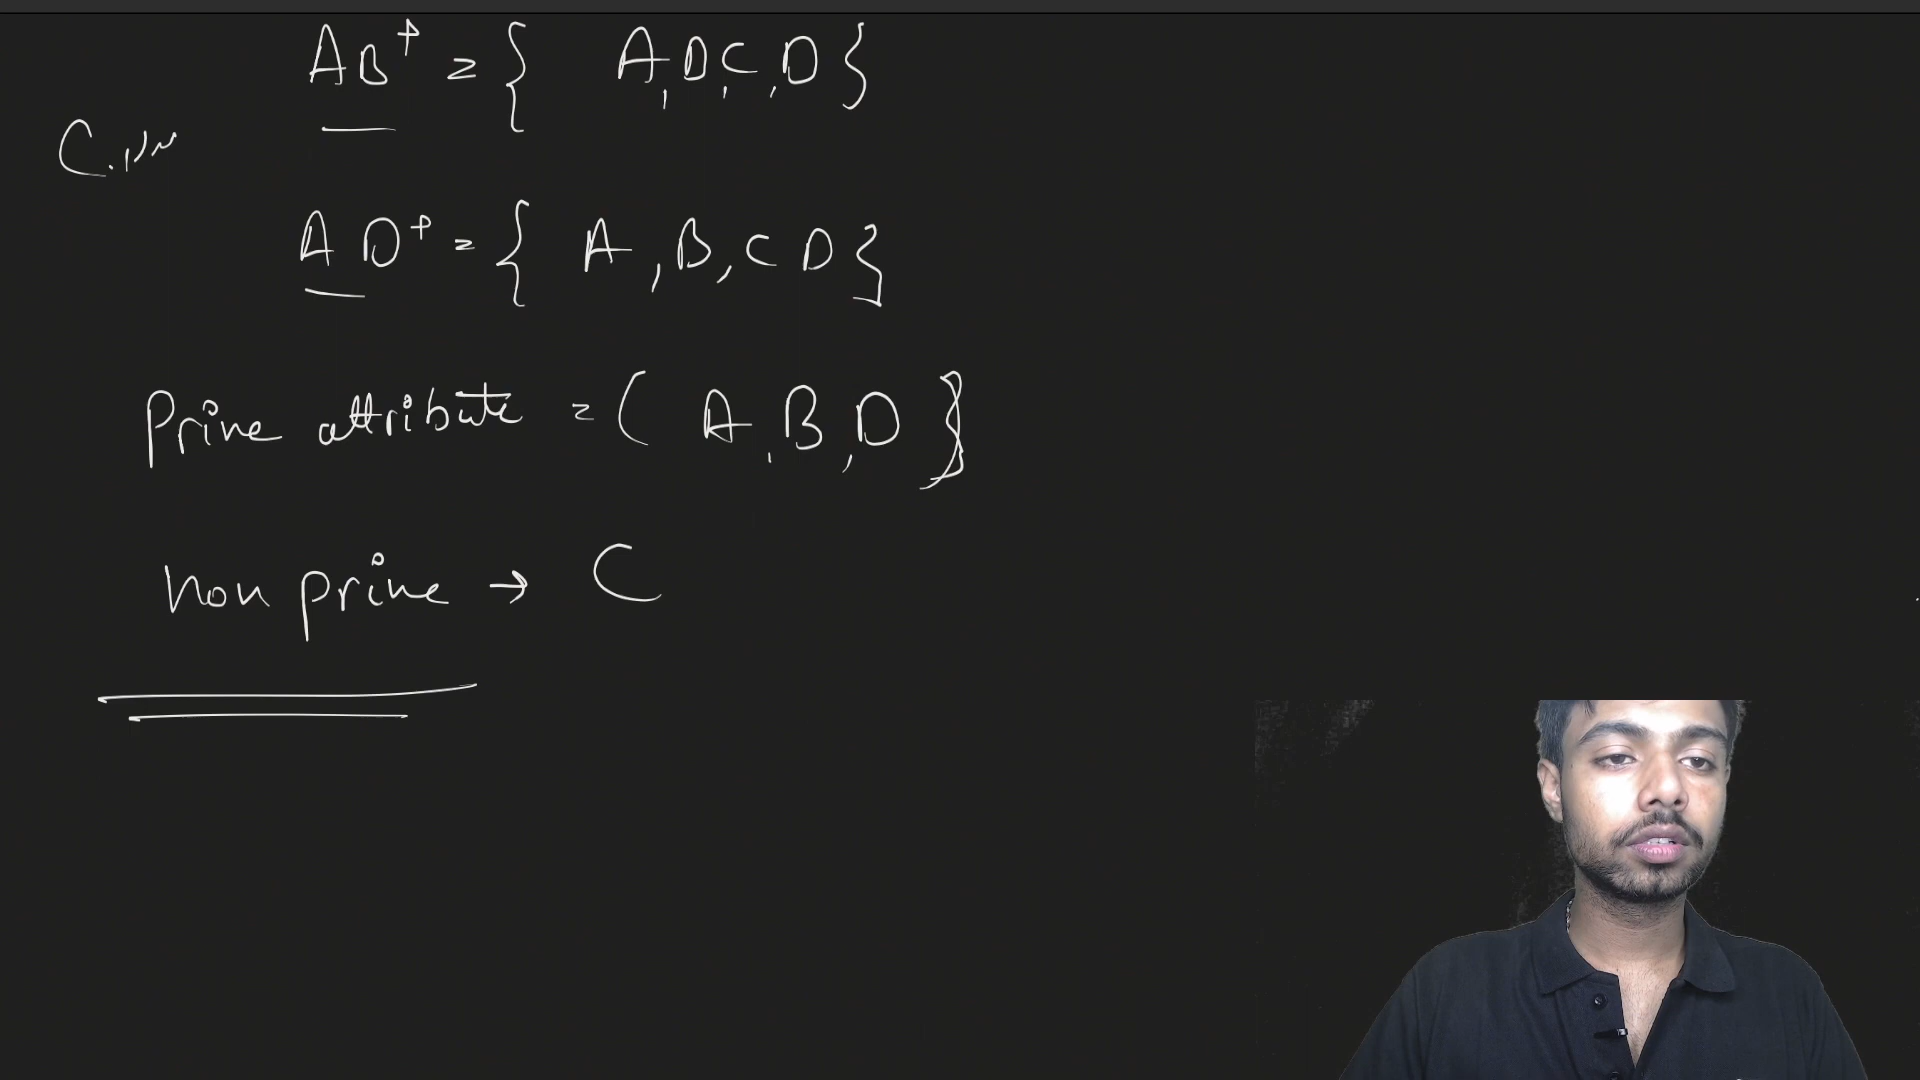 AB⁺ = { A, B, C, D }
AD⁺ = { A, B, C D }
Prime attribute = ( A, B, D }
non prime → C